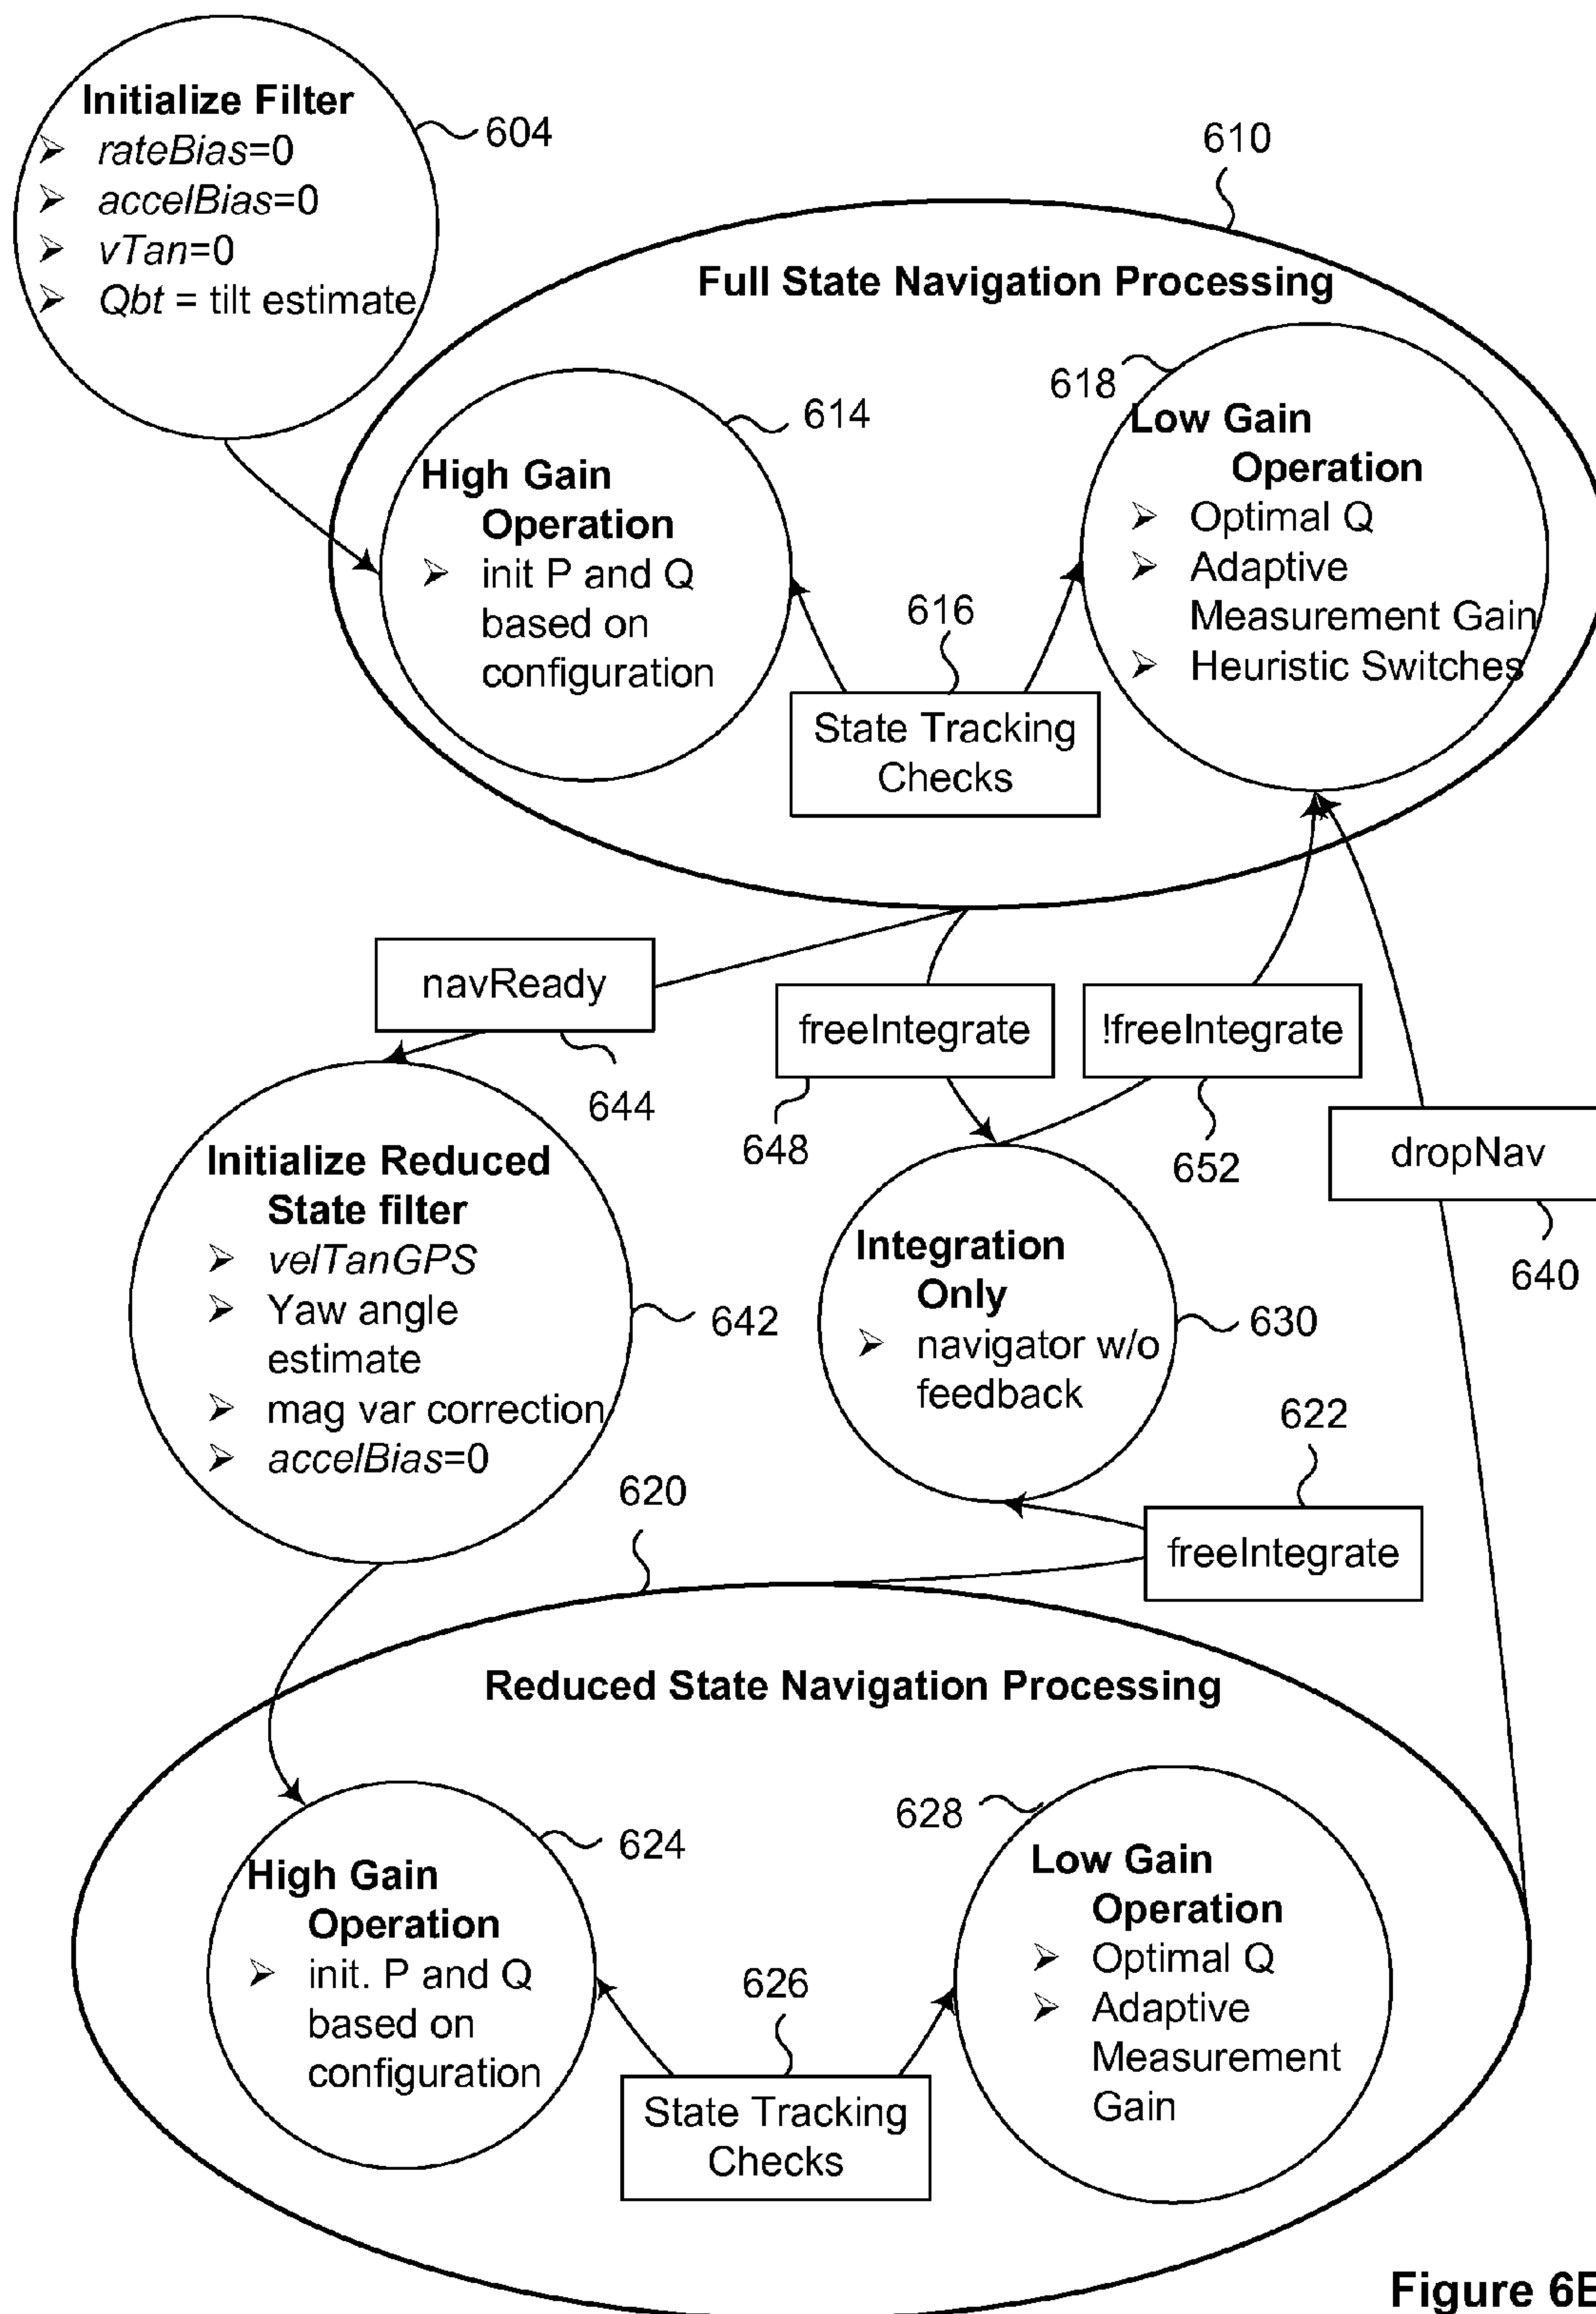 Initialize Filter
➢ rateBias=0
➢ accelBias=0
➢ vTan=0
➢ Qbt = tilt estimate
604
610
Full State Navigation Processing
614
High Gain
Operation
➢ init P and Q
based on
configuration
616
State Tracking
Checks
618
Low Gain
Operation
➢ Optimal Q
➢ Adaptive
Measurement Gain
➢ Heuristic Switches
navReady
644
freeIntegrate
648
!freeIntegrate
652
dropNav
640
Initialize Reduced
State filter
➢ velTanGPS
➢ Yaw angle
estimate
➢ mag var correction
➢ accelBias=0
642
Integration
Only
➢ navigator w/o
feedback
630
622
freeIntegrate
620
Reduced State Navigation Processing
624
High Gain
Operation
➢ init. P and Q
based on
configuration
626
State Tracking
Checks
628
Low Gain
Operation
➢ Optimal Q
➢ Adaptive
Measurement
Gain
Figure 6B